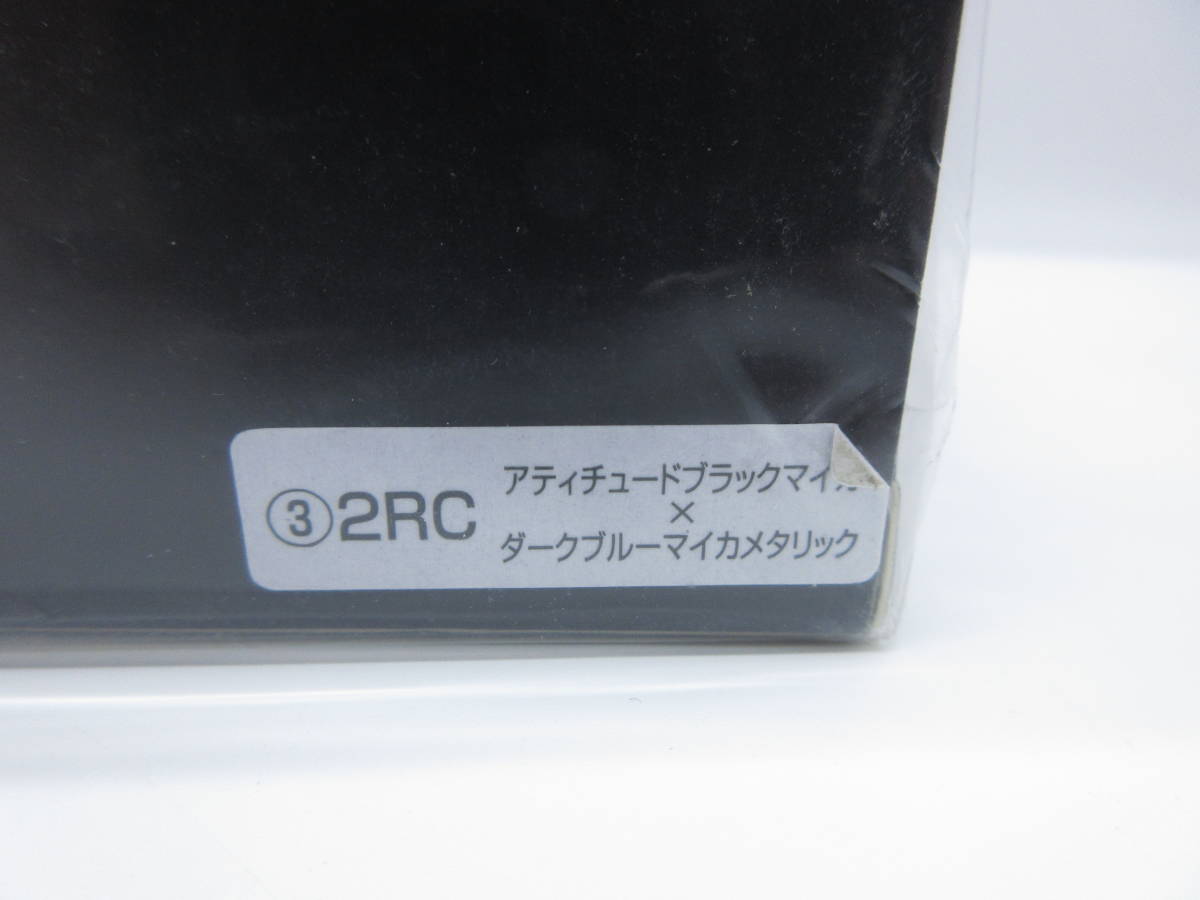 ③2RC
アティチュードブラックマイカ
×
ダークブルーマイカメタリック